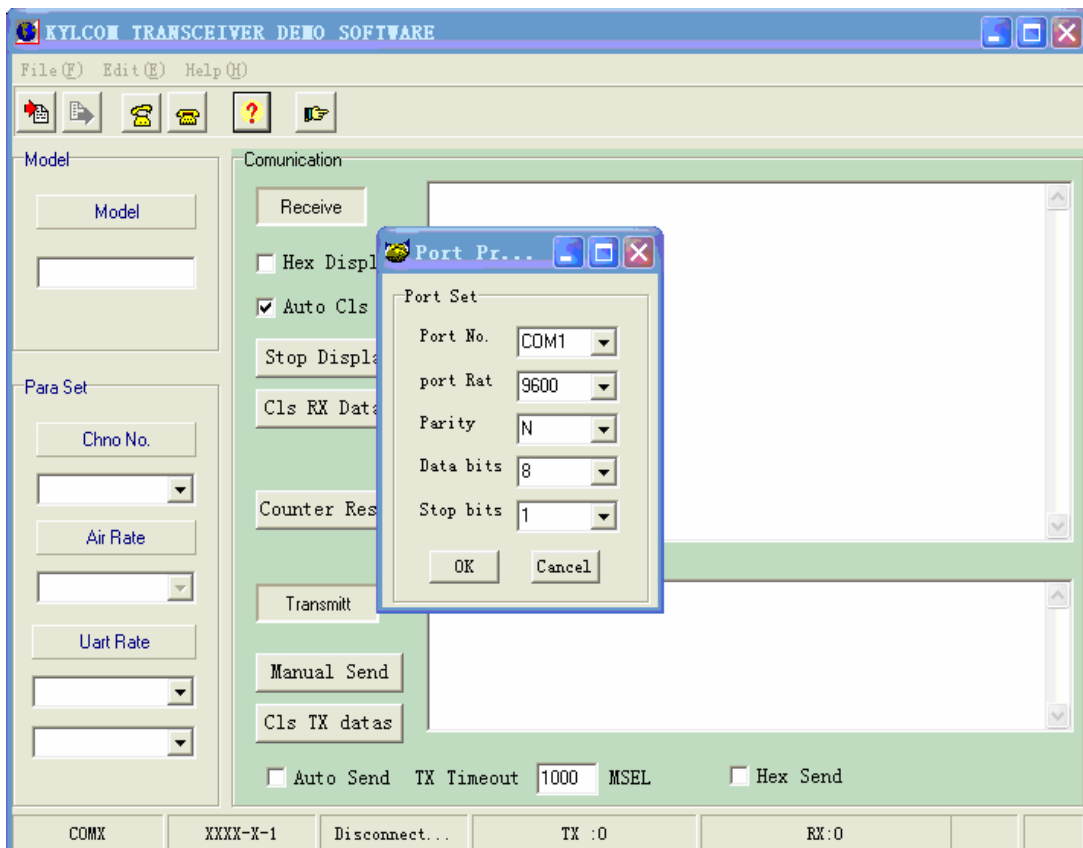 KYLCOM TRANSCEIVER DEMO SOFTWARE
File(F) Edit(E) Help(H)
?
Model
Model
Para Set
Chno No.
Air Rate
Uart Rate
Comunication
Receive
Hex Displ
Auto Cls
Stop Displa
Cls RX Data
Counter Res
Transmitt
Manual Send
Cls TX datas
Auto Send TX Timeout 1000 MSEL Hex Send
Port Pr...
Port Set
Port No. COM1
port Rat 9600
Parity N
Data bits 8
Stop bits 1
OK Cancel
COMX XXXX-X-1 Disconnect... TX :0 RX:0